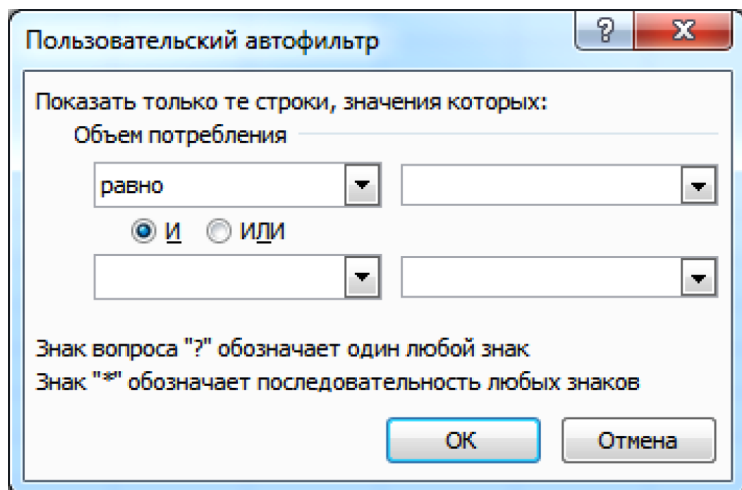 Пользовательский автофильтр
Показать только те строки, значения которых:
Объем потребления
равно
И ИЛИ
Знак вопроса "?" обозначает один любой знак
Знак "*" обозначает последовательность любых знаков
ОК Отмена